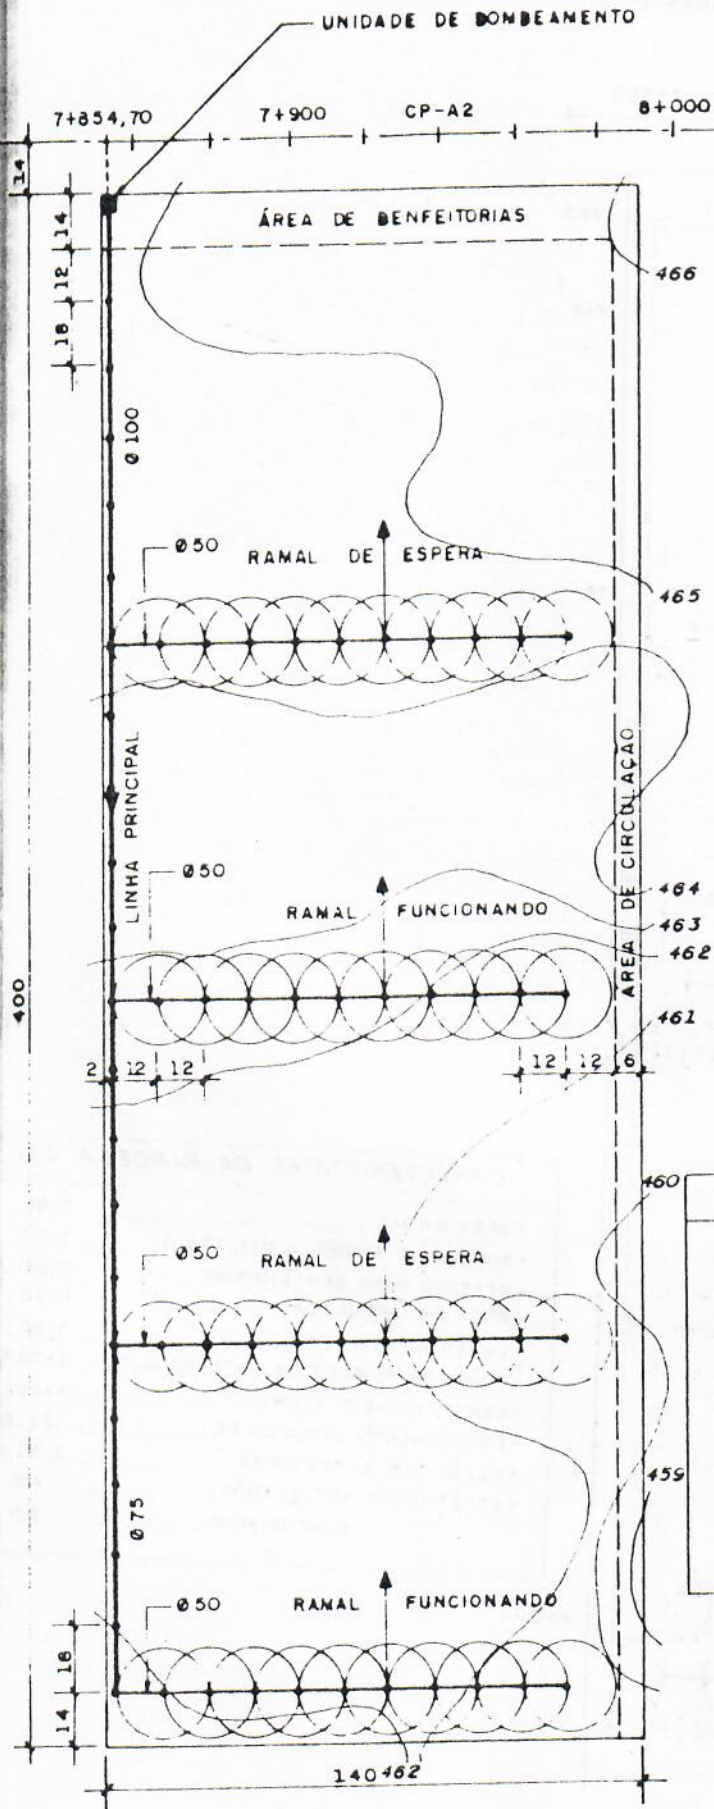 UNIDADE DE BOMBEAMENTO
7+854,70
7+900
CP-A2
8+000
14
14
12
18
ÁREA DE BENFEITORIAS
466
Ø 100
Ø 50
RAMAL DE ESPERA
465
LINHA PRINCIPAL
ÁREA DE CIRCULAÇÃO
Ø 50
RAMAL FUNCIONANDO
464
463
462
461
400
2
12
12
12
12
6
460
Ø 50
RAMAL DE ESPERA
459
Ø 75
Ø 50
RAMAL FUNCIONANDO
18
14
140
462